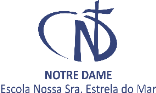 NOTRE DAME
Escola Nossa Sra. Estrela do Mar